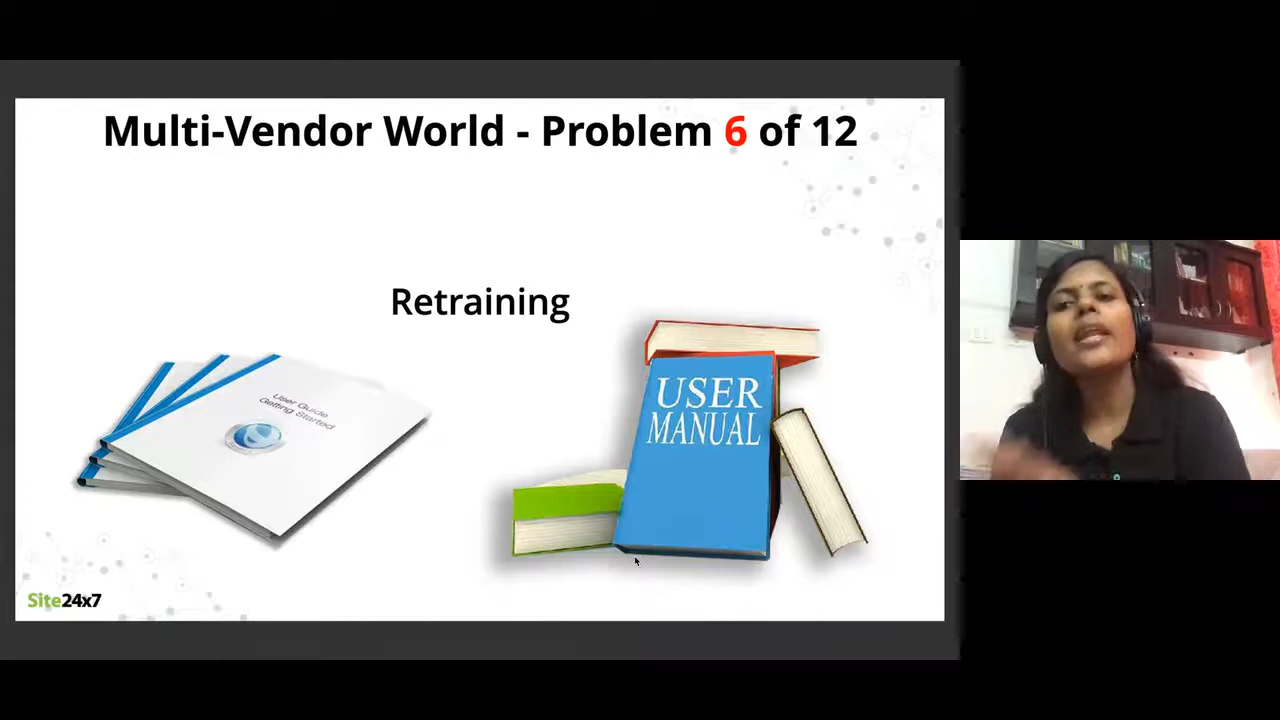 Multi-Vendor World - Problem 6 of 12
Retraining
User Guide
Getting Started
USER
MANUAL
Site24x7